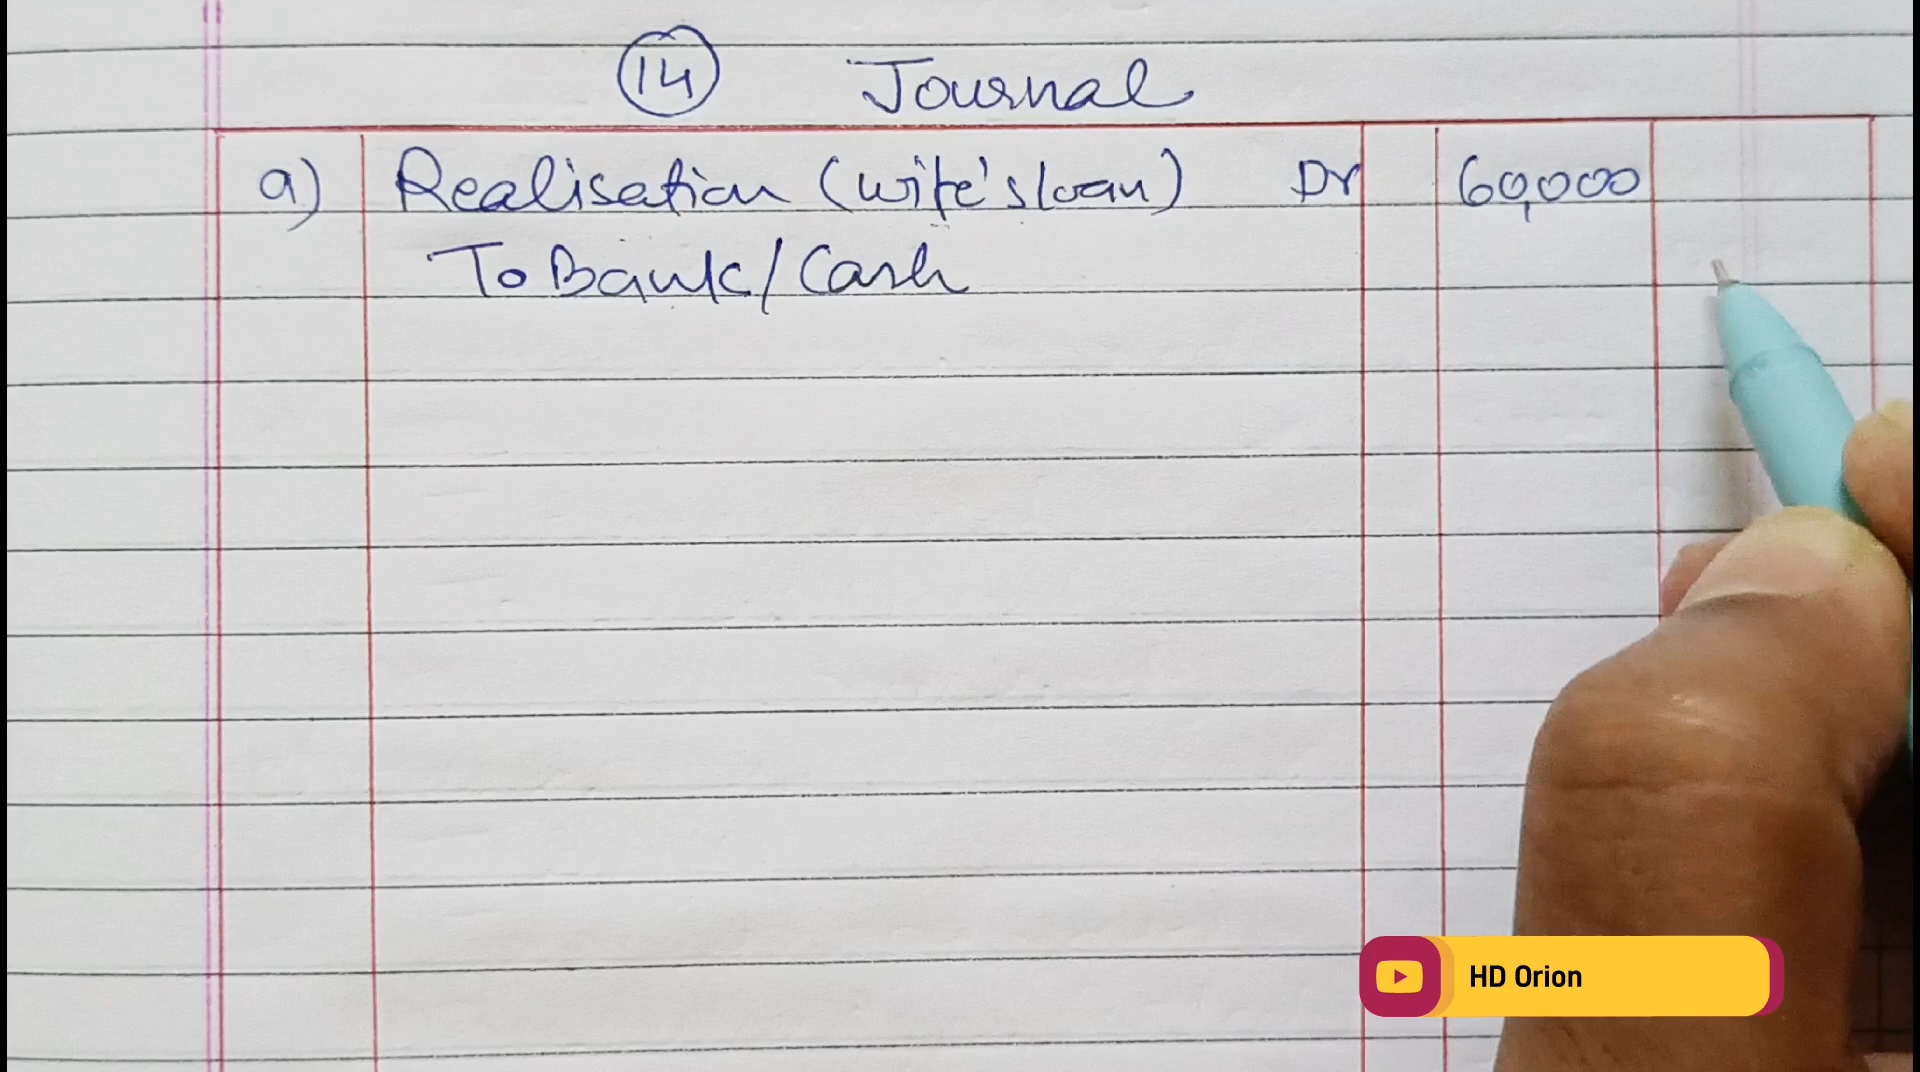 14 Journal
a) Realisation (wife's loan) Dr 60,000
To Bank/Cash
HD Orion